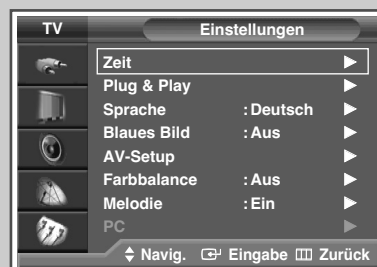 TV Einstellungen
Zeit
Plug & Play
Sprache : Deutsch
Blaues Bild : Aus
AV-Setup
Farbbalance : Aus
Melodie : Ein
PC
Navig. Eingabe Zurück